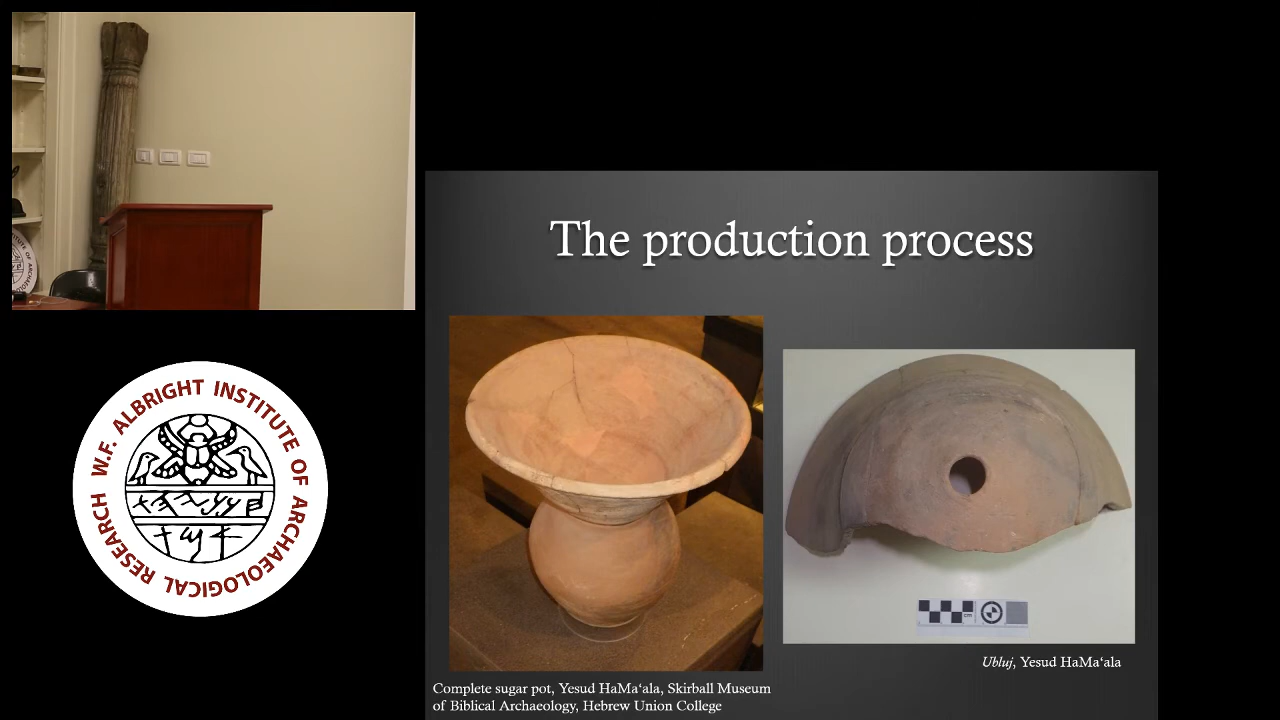 The production process
Complete sugar pot, Yesud HaMa‘ala, Skirball Museum
of Biblical Archaeology, Hebrew Union College
Ubluj, Yesud HaMa‘ala
W.F. ALBRIGHT INSTITUTE OF ARCHAEOLOGICAL RESEARCH